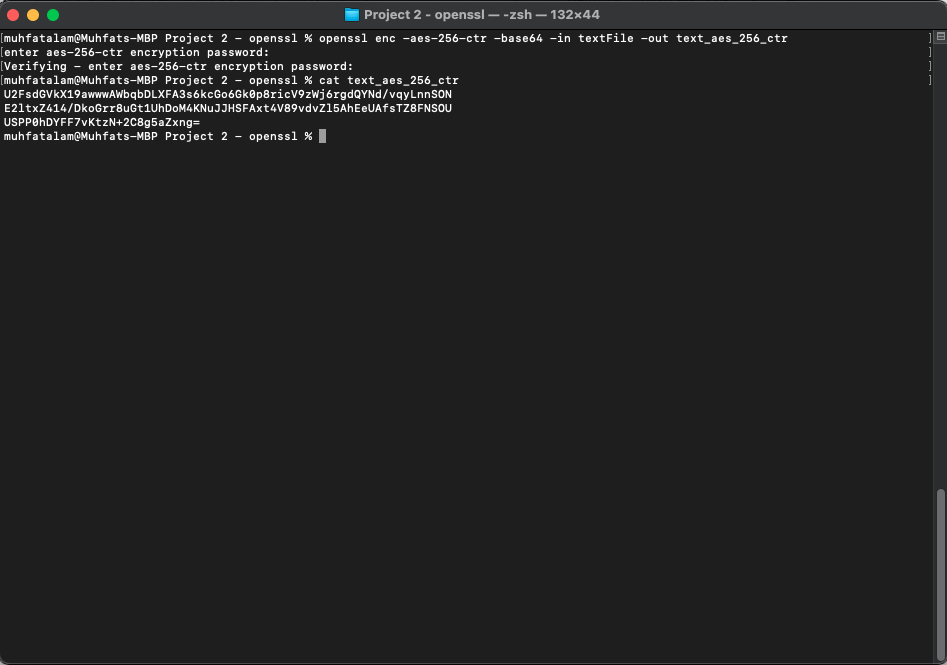 Project 2 - openssl — -zsh — 132×44
[muhfatalam@Muhfats-MBP Project 2 - openssl % openssl enc -aes-256-ctr -base64 -in textFile -out text_aes_256_ctr ]
[enter aes-256-ctr encryption password: ]
[Verifying - enter aes-256-ctr encryption password: ]
[muhfatalam@Muhfats-MBP Project 2 - openssl % cat text_aes_256_ctr ]
U2FsdGVkX19awwwAWbqbDLXFA3s6kcGo6Gk0p8ricV9zWj6rgdQYNd/vqyLnnSON
E2ltxZ414/DkoGrr8uGt1UhDoM4KNuJJHSFAxt4V89vdvZl5AhEeUAfsTZ8FNSOU
USPP0hDYFF7vKtzN+2C8g5aZxng=
muhfatalam@Muhfats-MBP Project 2 - openssl %